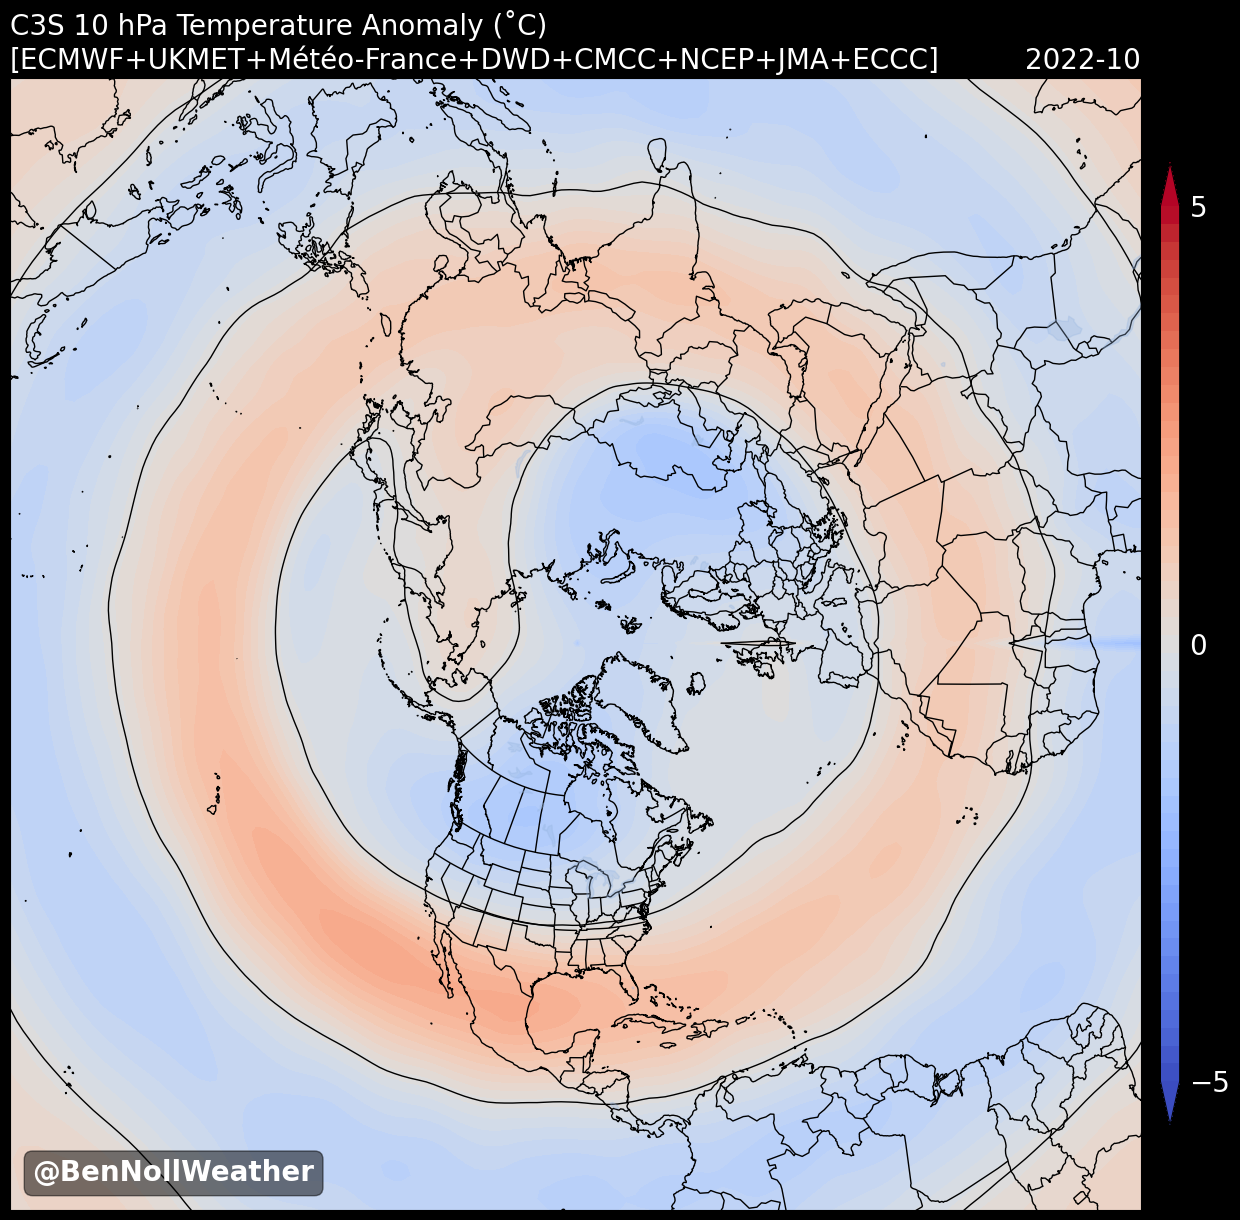 C3S 10 hPa Temperature Anomaly (˚C)
[ECMWF+UKMET+Météo-France+DWD+CMCC+NCEP+JMA+ECCC] 2022-10
5
0
−5
@BenNollWeather